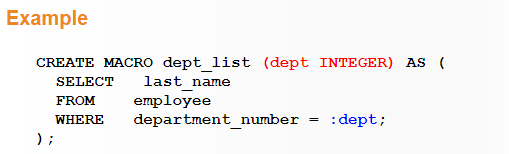 Example
CREATE MACRO dept_list (dept INTEGER) AS (
SELECT last_name
FROM employee
WHERE department_number = :dept;
);